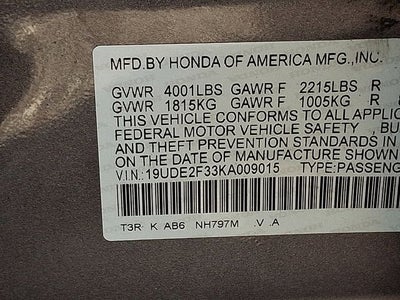 MFD.BY HONDA OF AMERICA MFG.,INC.
GVWR 4001LBS GAWR F 2215LBS R
GVWR 1815KG GAWR F 1005KG R
THIS VEHICLE CONFORMS TO ALL APPLIC
FEDERAL MOTOR VEHICLE SAFETY , BU
AND THEFT PREVENTION STANDARDS IN
DATE OF MANUFACTURE SHOWN
V.I.N: 19UDE2F33KA009015 TYPE:PASSENG
T3R K AB6 NH797M .V .A